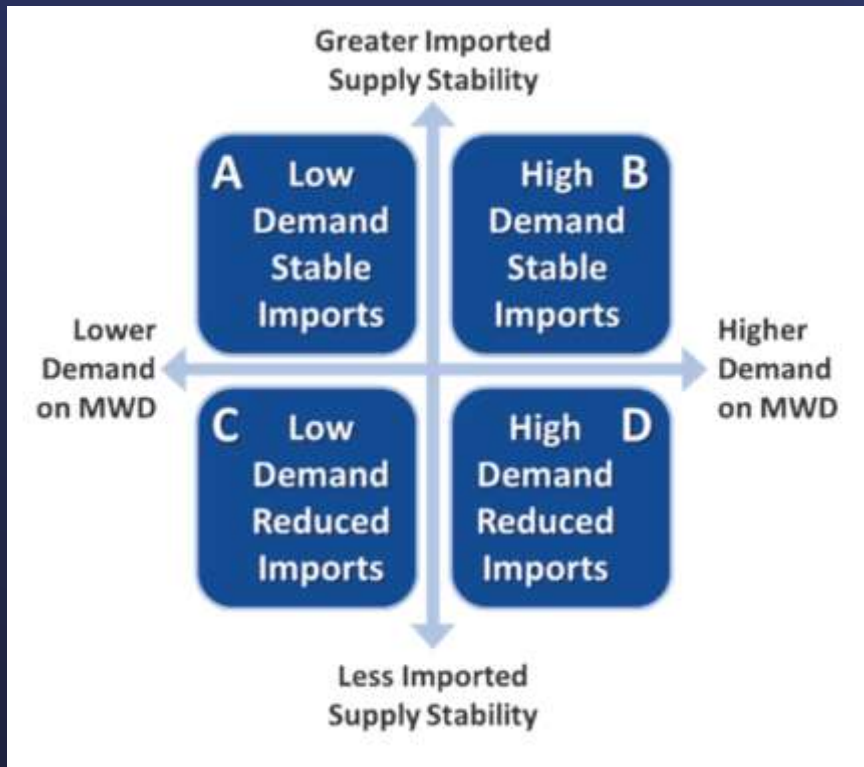 Greater Imported
Supply Stability
A Low
Demand
Stable
Imports
High B
Demand
Stable
Imports
Lower
Demand
on MWD
Higher
Demand
on MWD
C Low
Demand
Reduced
Imports
High D
Demand
Reduced
Imports
Less Imported
Supply Stability